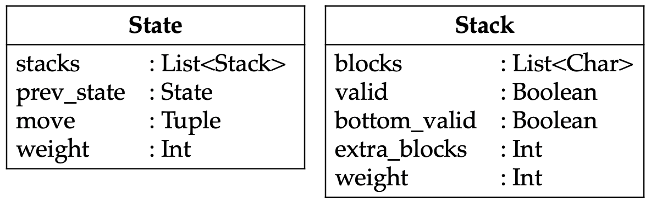 State
stacks : List<Stack>
prev_state : State
move : Tuple
weight : Int
Stack
blocks : List<Char>
valid : Boolean
bottom_valid : Boolean
extra_blocks : Int
weight : Int